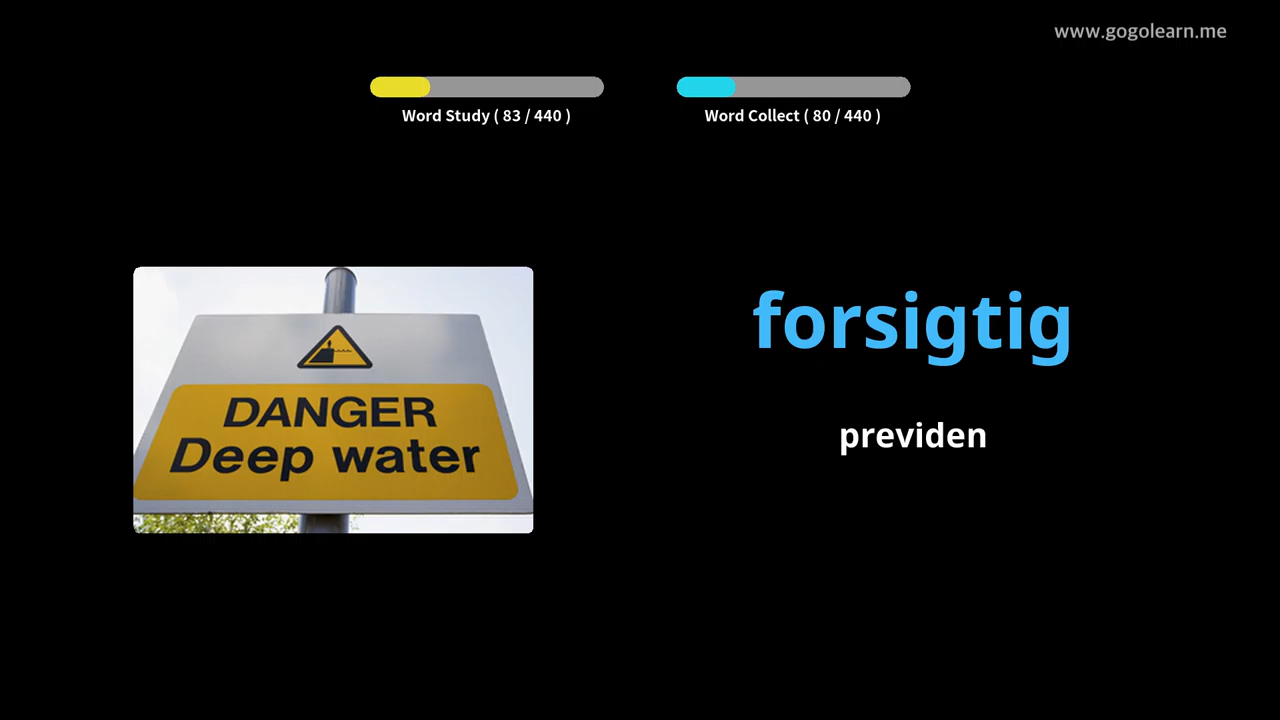 www.gogolearn.me
Word Study ( 83 / 440 )
Word Collect ( 80 / 440 )
DANGER
Deep water
forsigtig
previden